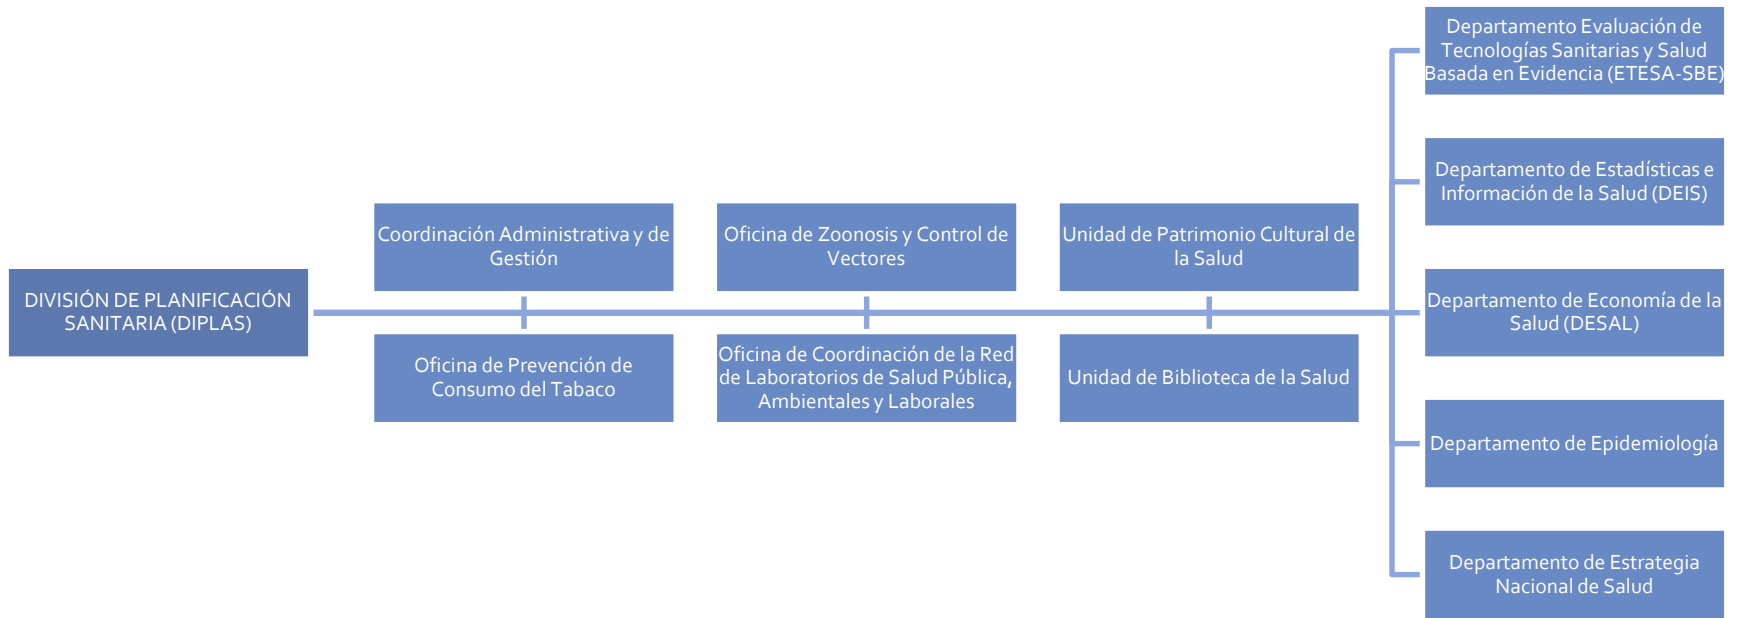 DIVISIÓN DE PLANIFICACIÓN
SANITARIA (DIPLAS)
Coordinación Administrativa y de
Gestión
Oficina de Prevención de
Consumo del Tabaco
Oficina de Zoonosis y Control de
Vectores
Oficina de Coordinación de la Red
de Laboratorios de Salud Pública,
Ambientales y Laborales
Unidad de Patrimonio Cultural de
la Salud
Unidad de Biblioteca de la Salud
Departamento Evaluación de
Tecnologías Sanitarias y Salud
Basada en Evidencia (ETESA-SBE)
Departamento de Estadísticas e
Información de la Salud (DEIS)
Departamento de Economía de la
Salud (DESAL)
Departamento de Epidemiología
Departamento de Estrategia
Nacional de Salud